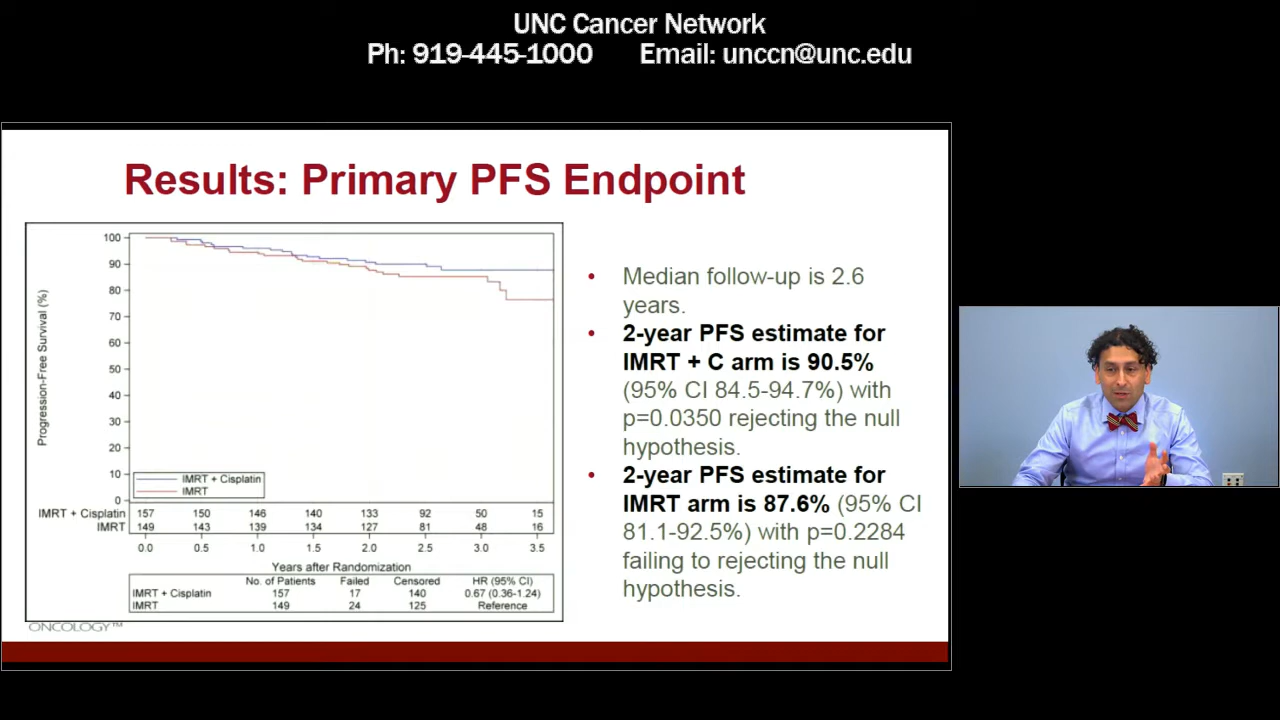 UNC Cancer Network
Ph: 919-445-1000 Email: unccn@unc.edu
Results: Primary PFS Endpoint
Progression-Free Survival (%)
100
90
80
70
60
50
40
30
20
10
0
IMRT + Cisplatin
IMRT
IMRT + Cisplatin 157 150 146 140 133 92 50 15
IMRT 149 143 139 134 127 81 48 16
0.0 0.5 1.0 1.5 2.0 2.5 3.0 3.5
Years after Randomization
No. of Patients Failed Censored HR (95% CI)
IMRT + Cisplatin 157 17 140 0.67 (0.36-1.24)
IMRT 149 24 125 Reference
ONCOLOGY™
• Median follow-up is 2.6
years.
• 2-year PFS estimate for
IMRT + C arm is 90.5%
(95% CI 84.5-94.7%) with
p=0.0350 rejecting the null
hypothesis.
• 2-year PFS estimate for
IMRT arm is 87.6% (95% CI
81.1-92.5%) with p=0.2284
failing to rejecting the null
hypothesis.